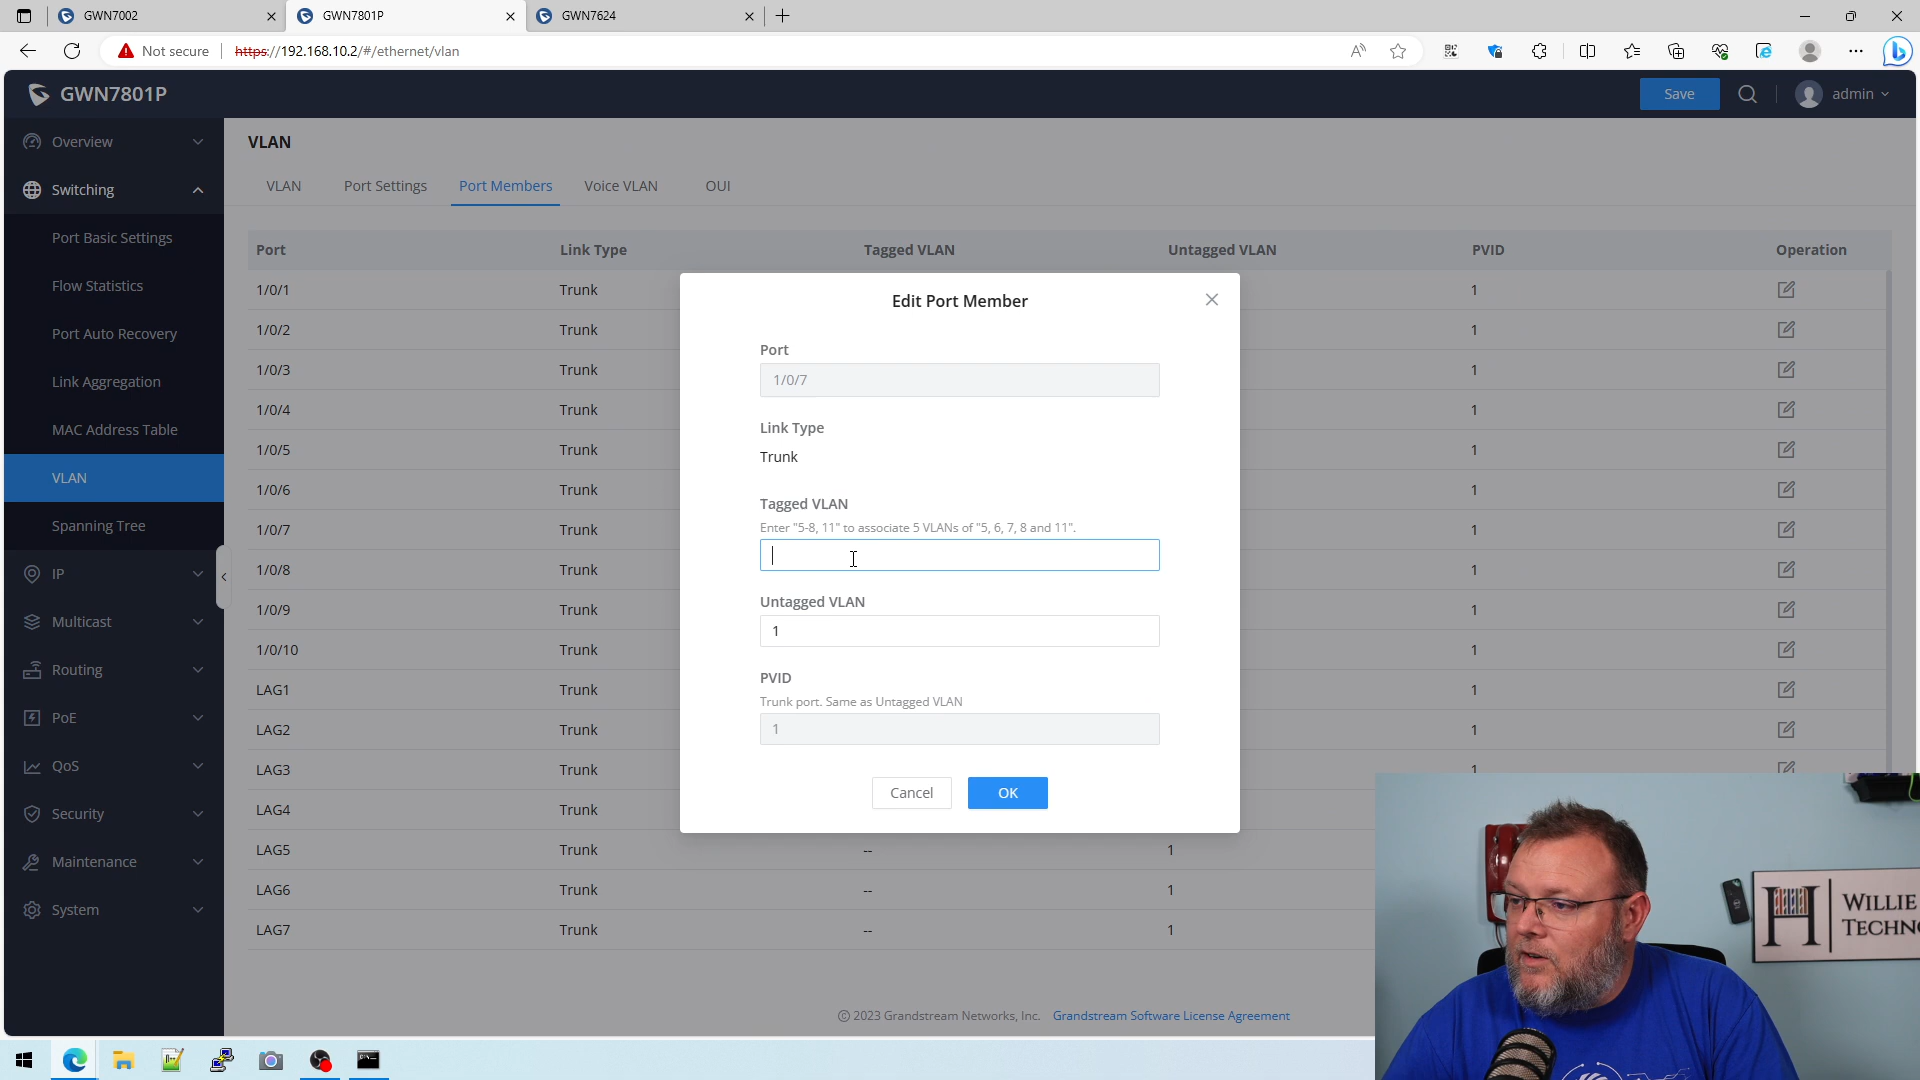 GWN7002
GWN7801P
GWN7624
Not secure
https://192.168.10.2/#/ethernet/vlan
GWN7801P
Save
admin
Overview
Switching
Port Basic Settings
Flow Statistics
Port Auto Recovery
Link Aggregation
MAC Address Table
VLAN
Spanning Tree
IP
Multicast
Routing
PoE
QoS
Security
Maintenance
System
VLAN
VLAN Port Settings Port Members Voice VLAN OUI
Port Link Type Tagged VLAN Untagged VLAN PVID Operation
1/0/1 Trunk 1
1/0/2 Trunk 1
1/0/3 Trunk 1
1/0/4 Trunk 1
1/0/5 Trunk 1
1/0/6 Trunk 1
1/0/7 Trunk 1
1/0/8 Trunk 1
1/0/9 Trunk 1
1/0/10 Trunk 1
LAG1 Trunk 1
LAG2 Trunk 1
LAG3 Trunk 1
LAG4 Trunk
LAG5 Trunk -- 1
LAG6 Trunk -- 1
LAG7 Trunk -- 1
Edit Port Member
Port
1/0/7
Link Type
Trunk
Tagged VLAN
Enter "5-8, 11" to associate 5 VLANs of "5, 6, 7, 8 and 11".
Untagged VLAN
1
PVID
Trunk port. Same as Untagged VLAN
1
Cancel OK
© 2023 Grandstream Networks, Inc. Grandstream Software License Agreement
WILLIE
TECHNO